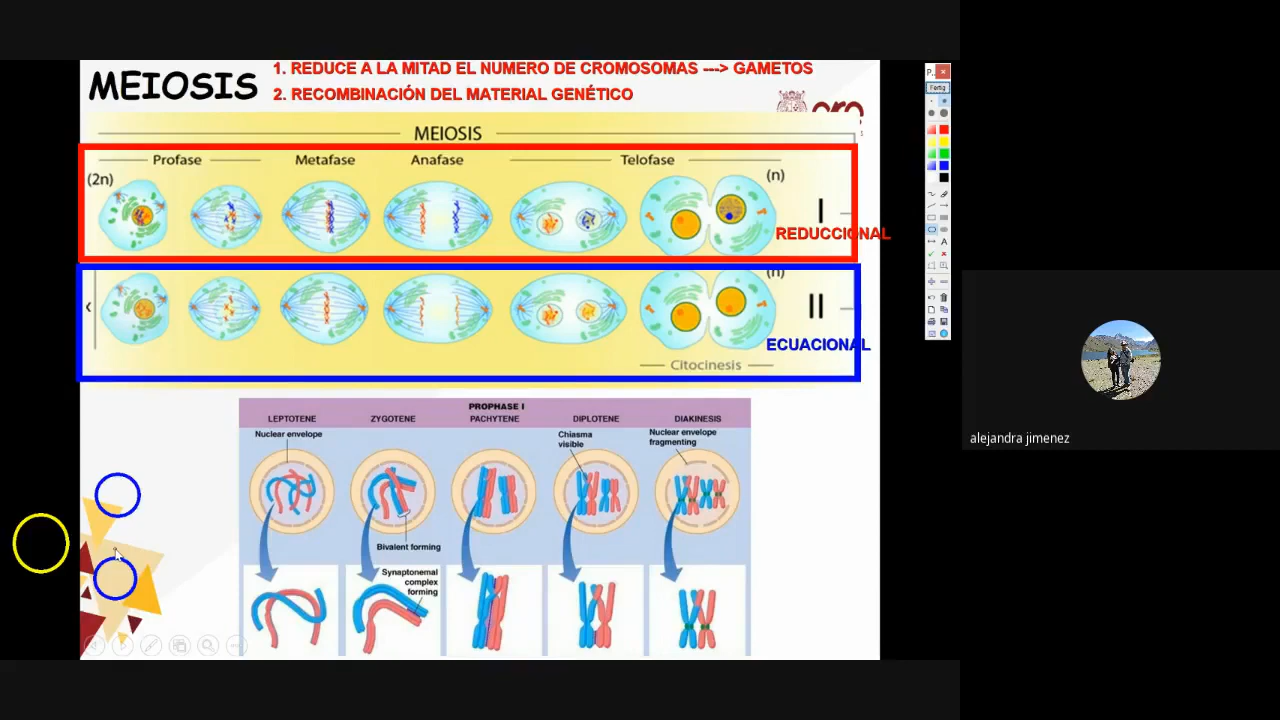 MEIOSIS
1. REDUCE A LA MITAD EL NUMERO DE CROMOSOMAS ---> GAMETOS
2. RECOMBINACIÓN DEL MATERIAL GENÉTICO
MEIOSIS
Profase Metafase Anafase Telofase
(2n) (n)
I
REDUCCIONAL
(n)
II
ECUACIONAL
Citocinesis
PROPHASE I
LEPTOTENE ZYGOTENE PACHYTENE DIPLOTENE DIAKINESIS
Nuclear envelope
Chiasma
visible
Nuclear envelope
fragmenting
Bivalent forming
Synaptonemal
complex
forming
P..
Fertig
A
alejandra jimenez